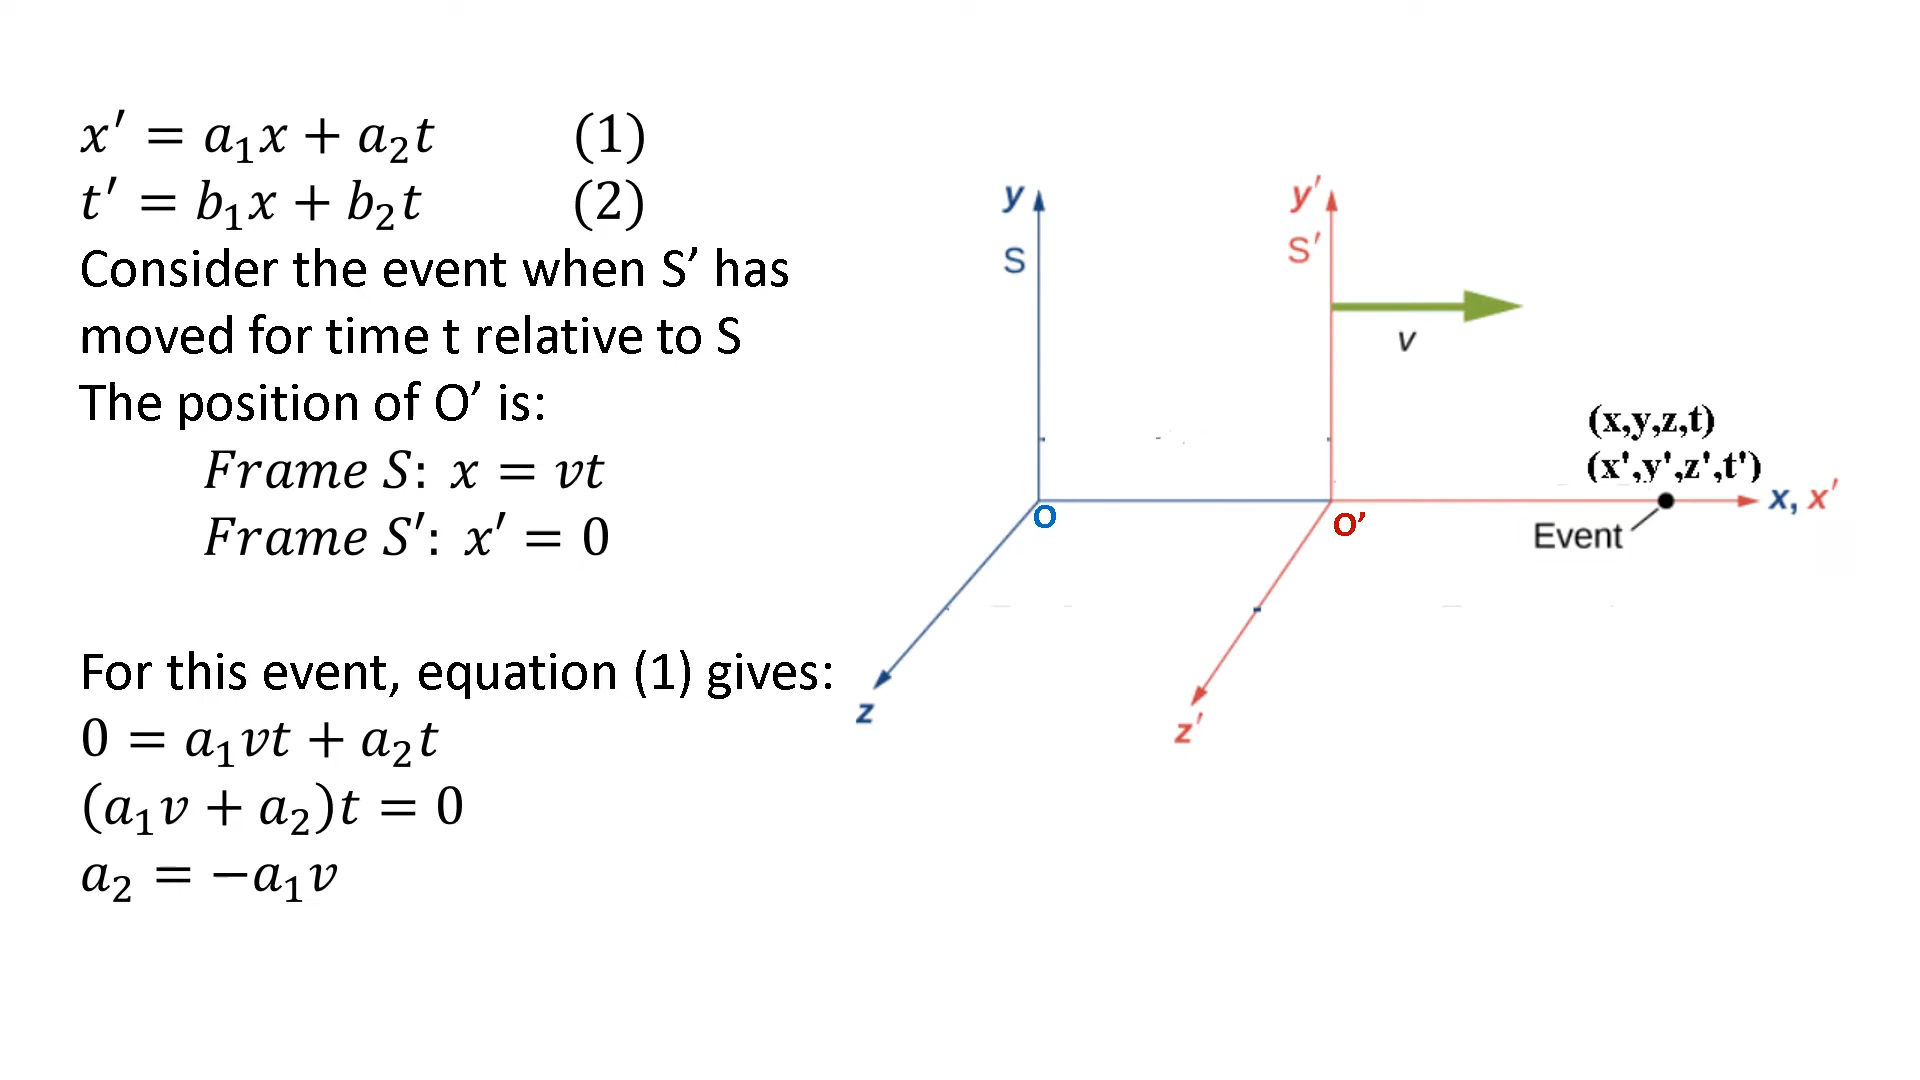 x′ = a₁x + a₂t (1)
t′ = b₁x + b₂t (2)
Consider the event when S’ has
moved for time t relative to S
The position of O’ is:
Frame S: x = vt
Frame S′: x′ = 0
For this event, equation (1) gives:
0 = a₁vt + a₂t
(a₁v + a₂)t = 0
a₂ = −a₁v
y
S
y′
S′
v
(x,y,z,t)
(x',y',z',t')
x, x′
O
O’
Event
z
z′